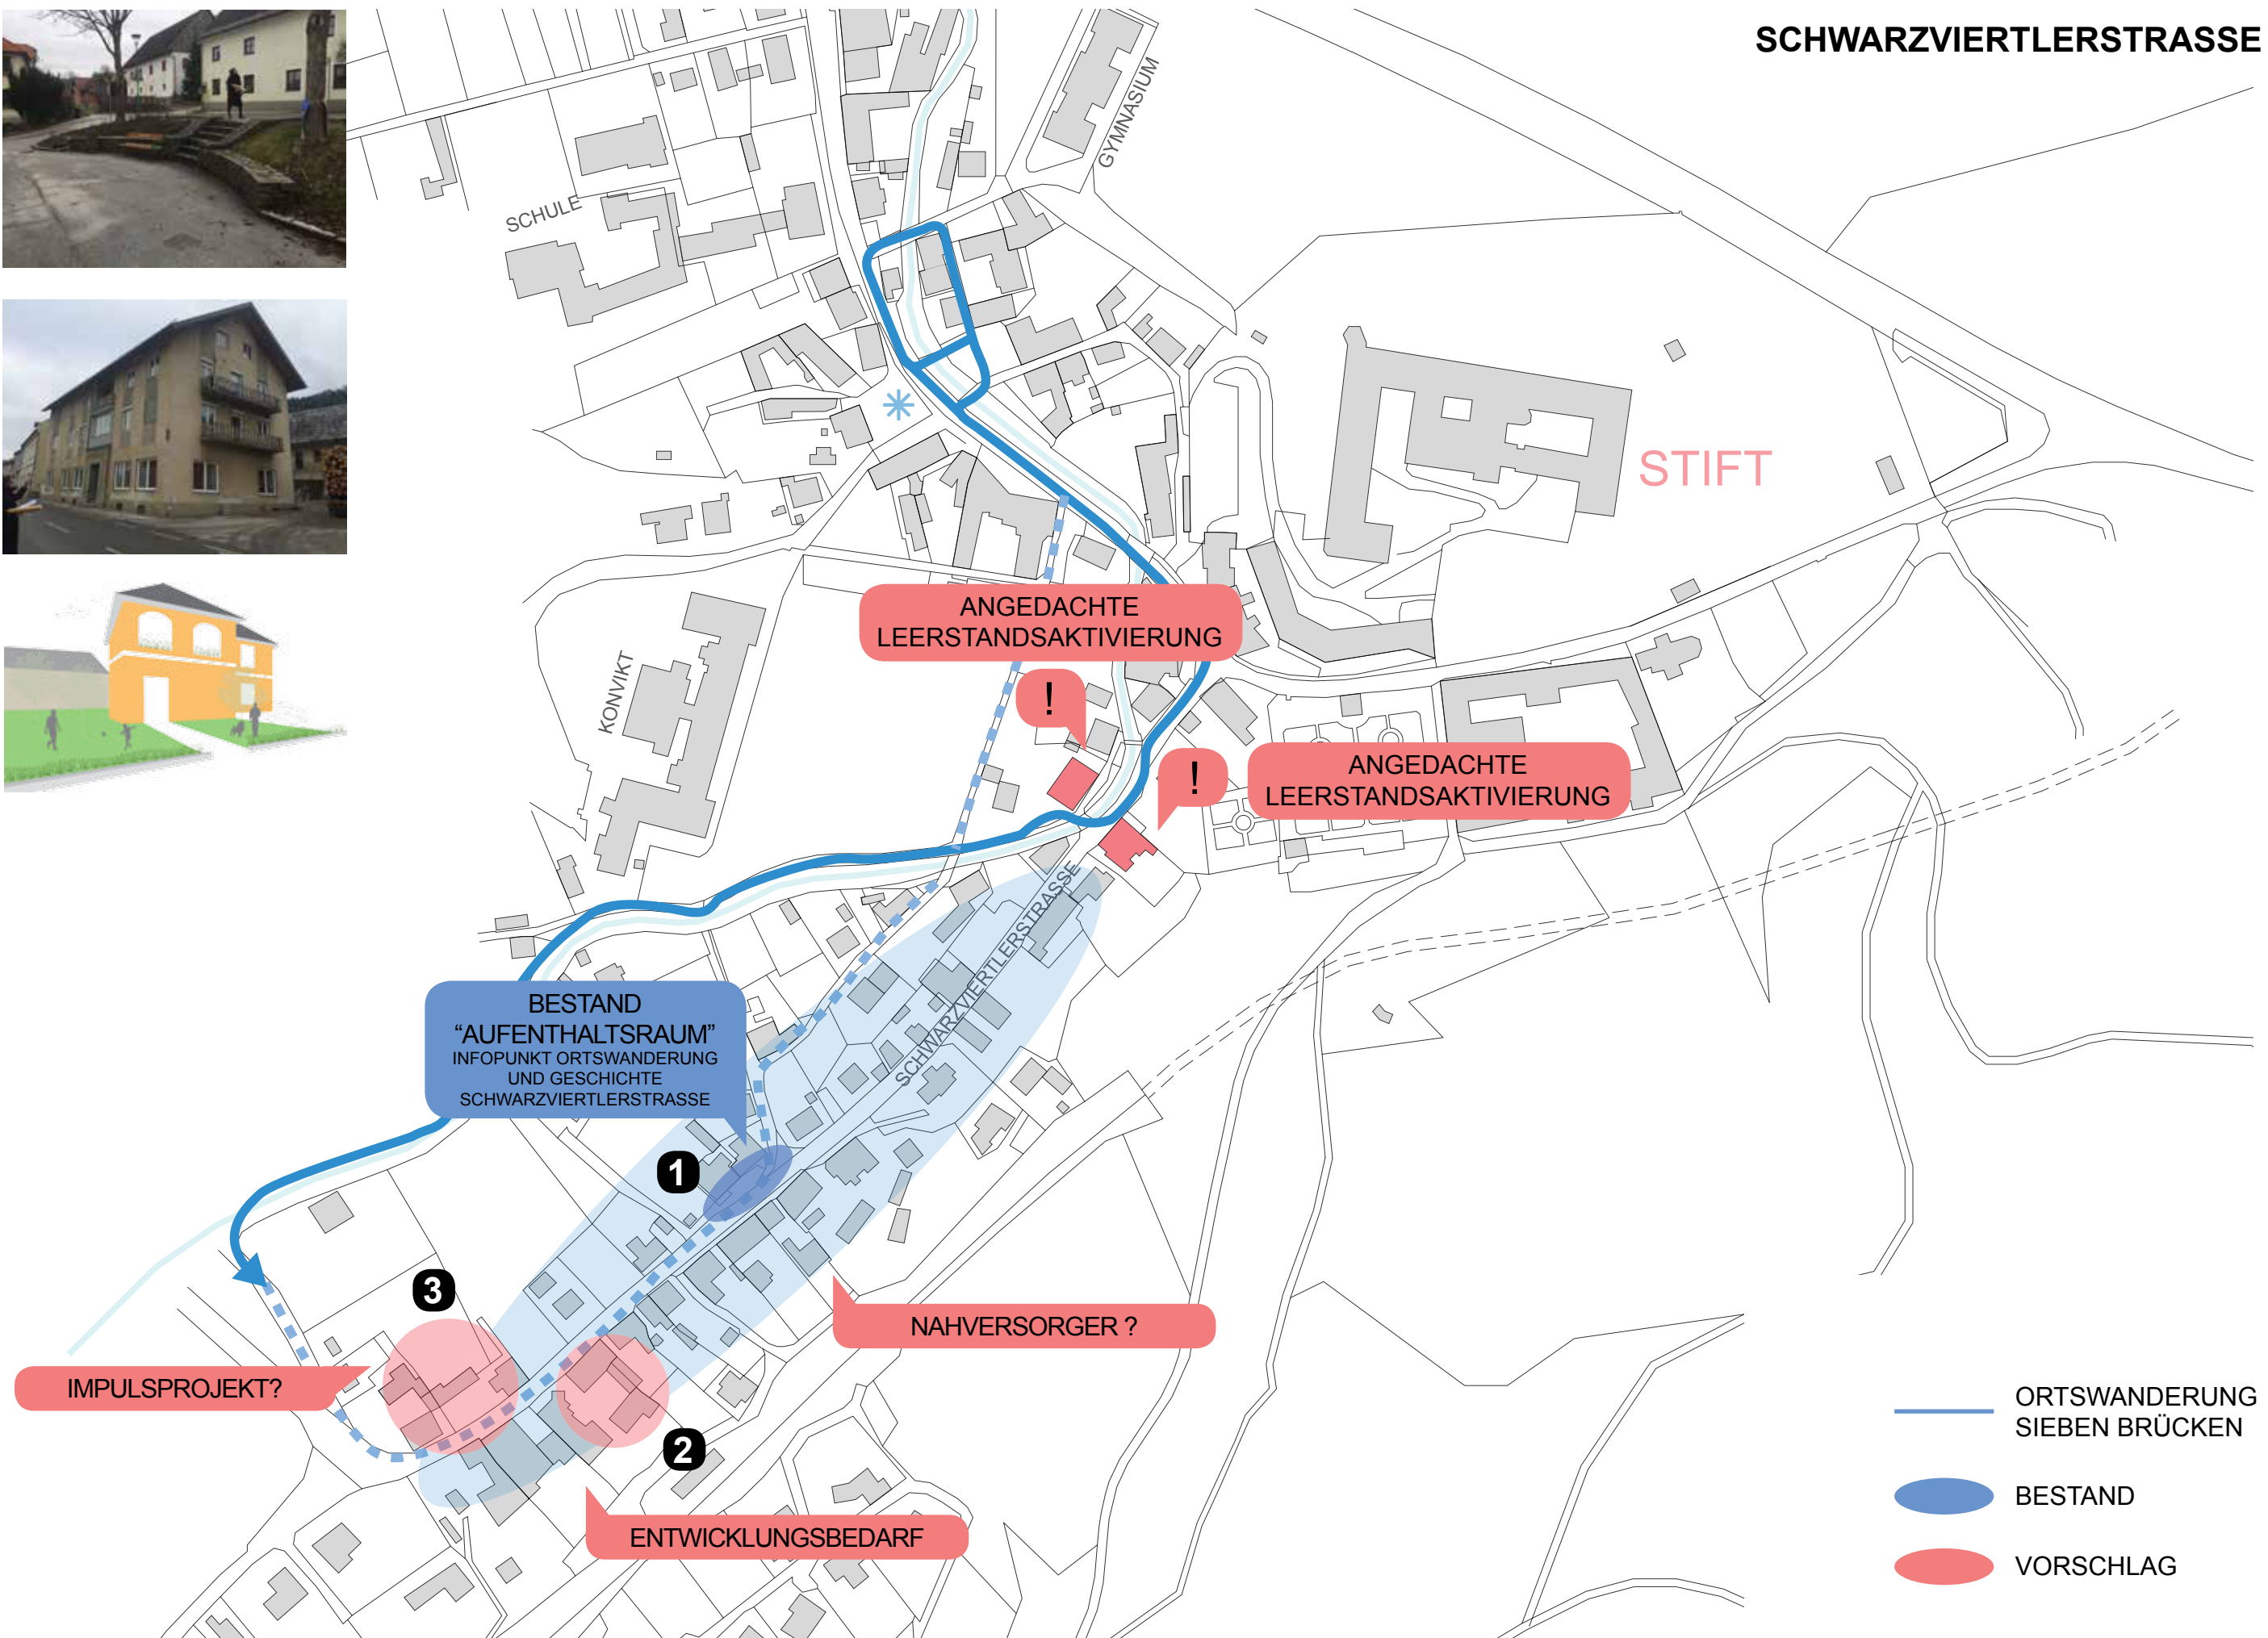 SCHWARZVIERTLERSTRASSE
GYMNASIUM
SCHULE
STIFT
ANGEDACHTE
LEERSTANDSAKTIVIERUNG
KONVIKT
!
!
ANGEDACHTE
LEERSTANDSAKTIVIERUNG
SCHWARZVIERTLERSTRASSE
BESTAND
“AUFENTHALTSRAUM”
INFOPUNKT ORTSWANDERUNG
UND GESCHICHTE
SCHWARZVIERTLERSTRASSE
1
3
NAHVERSORGER ?
IMPULSPROJEKT?
2
ENTWICKLUNGSBEDARF
ORTSWANDERUNG
SIEBEN BRÜCKEN
BESTAND
VORSCHLAG